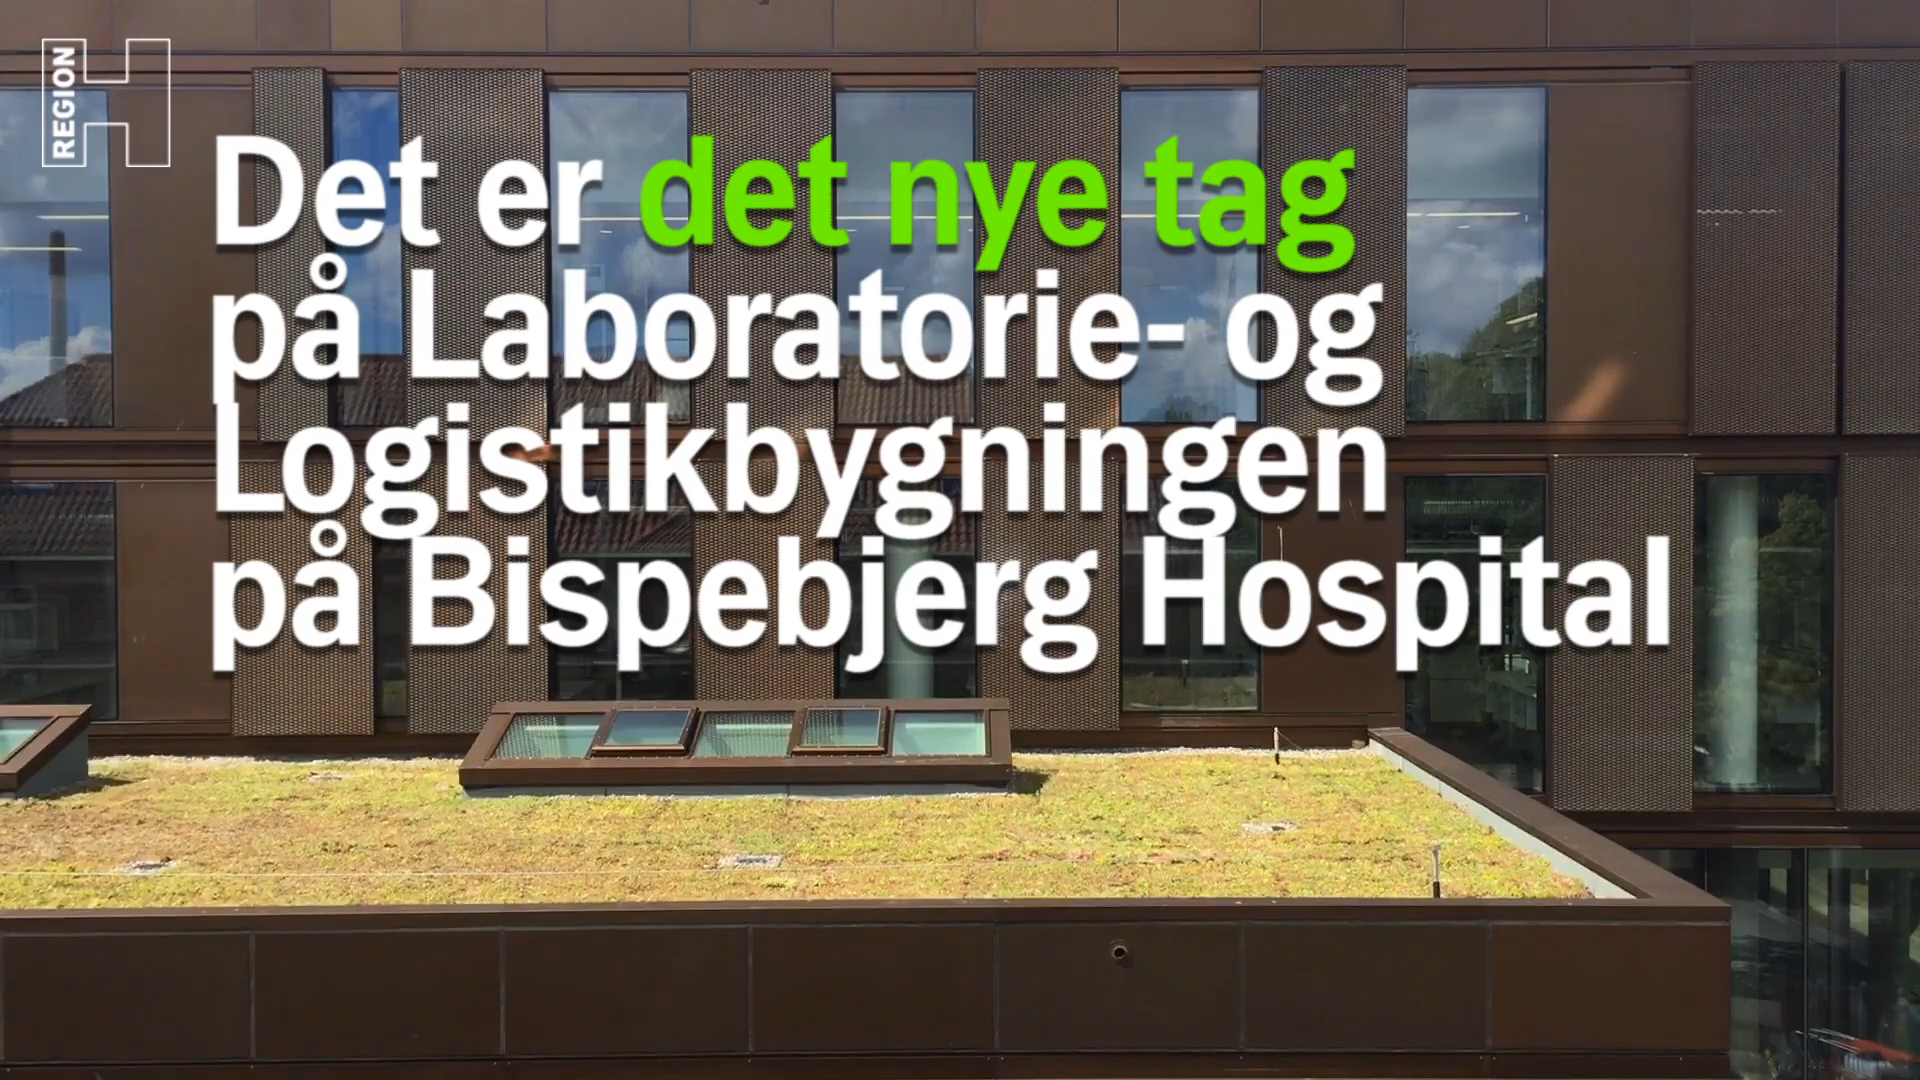 REGION
Det er det nye tag
på Laboratorie- og
Logistikbygningen
på Bispebjerg Hospital